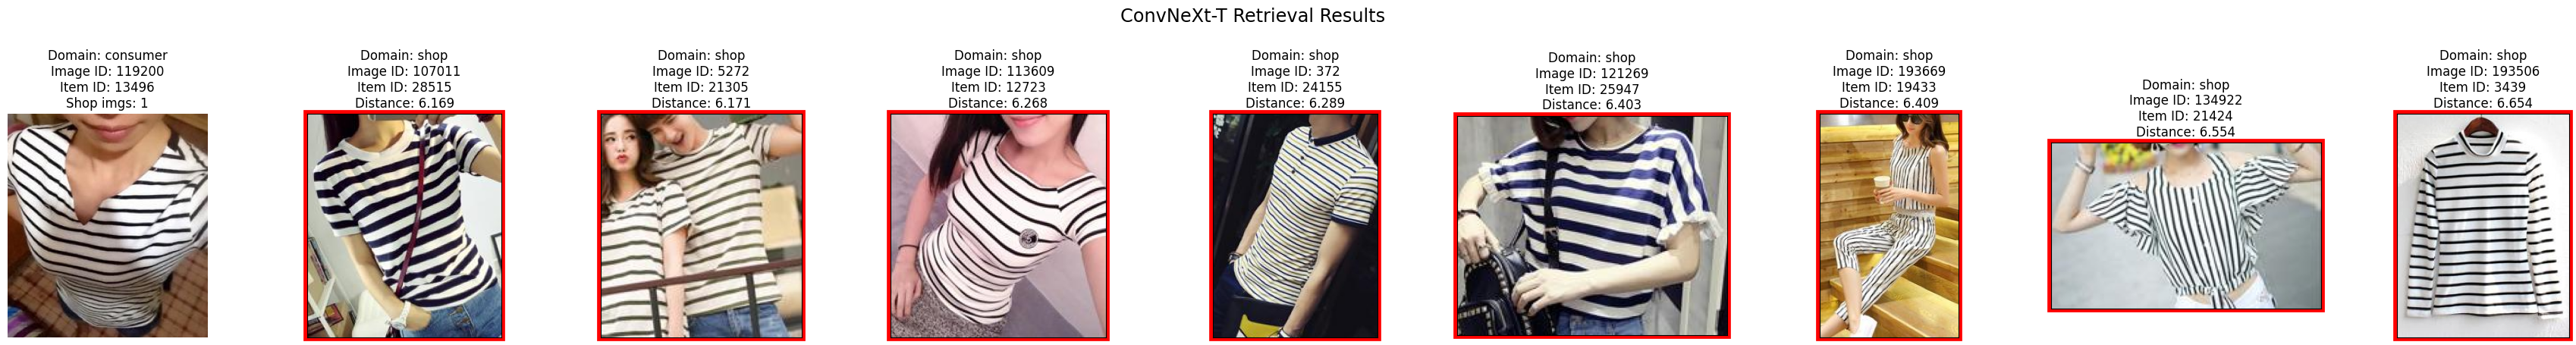 ConvNeXt-T Retrieval Results
Domain: consumer
Image ID: 119200
Item ID: 13496
Shop imgs: 1
Domain: shop
Image ID: 107011
Item ID: 28515
Distance: 6.169
Domain: shop
Image ID: 5272
Item ID: 21305
Distance: 6.171
Domain: shop
Image ID: 113609
Item ID: 12723
Distance: 6.268
Domain: shop
Image ID: 372
Item ID: 24155
Distance: 6.289
Domain: shop
Image ID: 121269
Item ID: 25947
Distance: 6.403
Domain: shop
Image ID: 193669
Item ID: 19433
Distance: 6.409
Domain: shop
Image ID: 134922
Item ID: 21424
Distance: 6.554
Domain: shop
Image ID: 193506
Item ID: 3439
Distance: 6.654